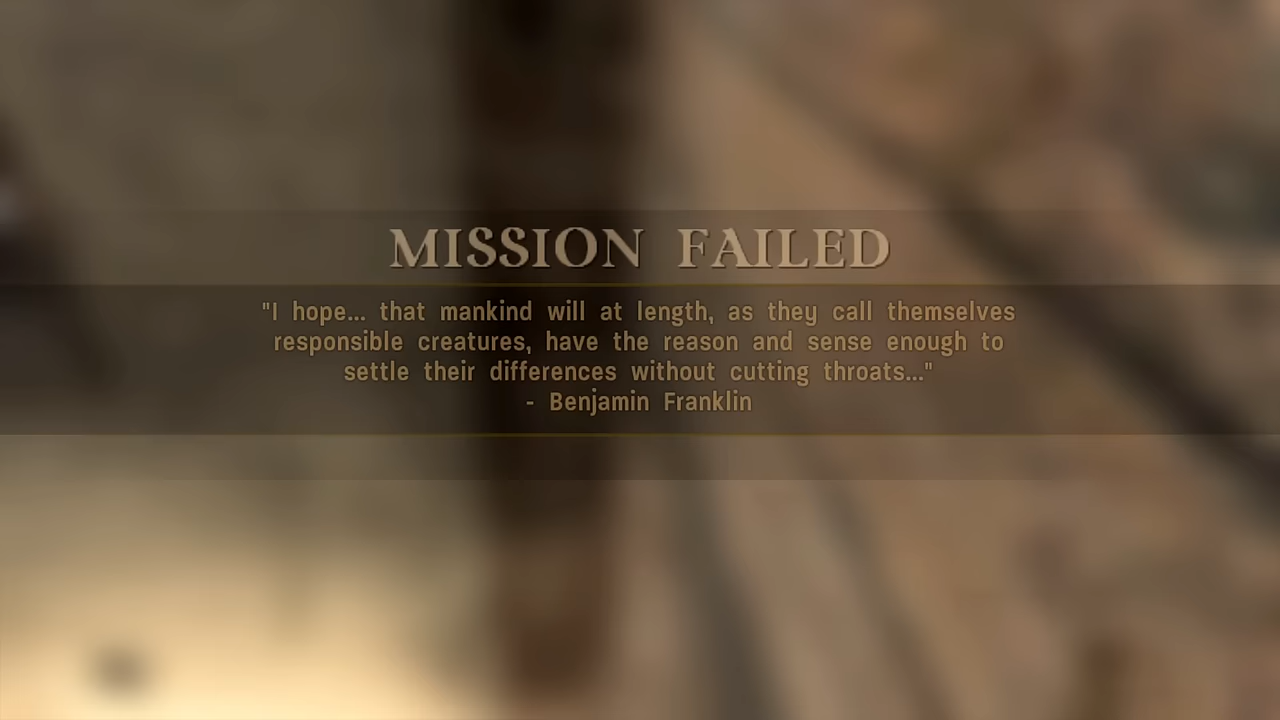 MISSION FAILED
"I hope... that mankind will at length, as they call themselves
responsible creatures, have the reason and sense enough to
settle their differences without cutting throats..."
- Benjamin Franklin